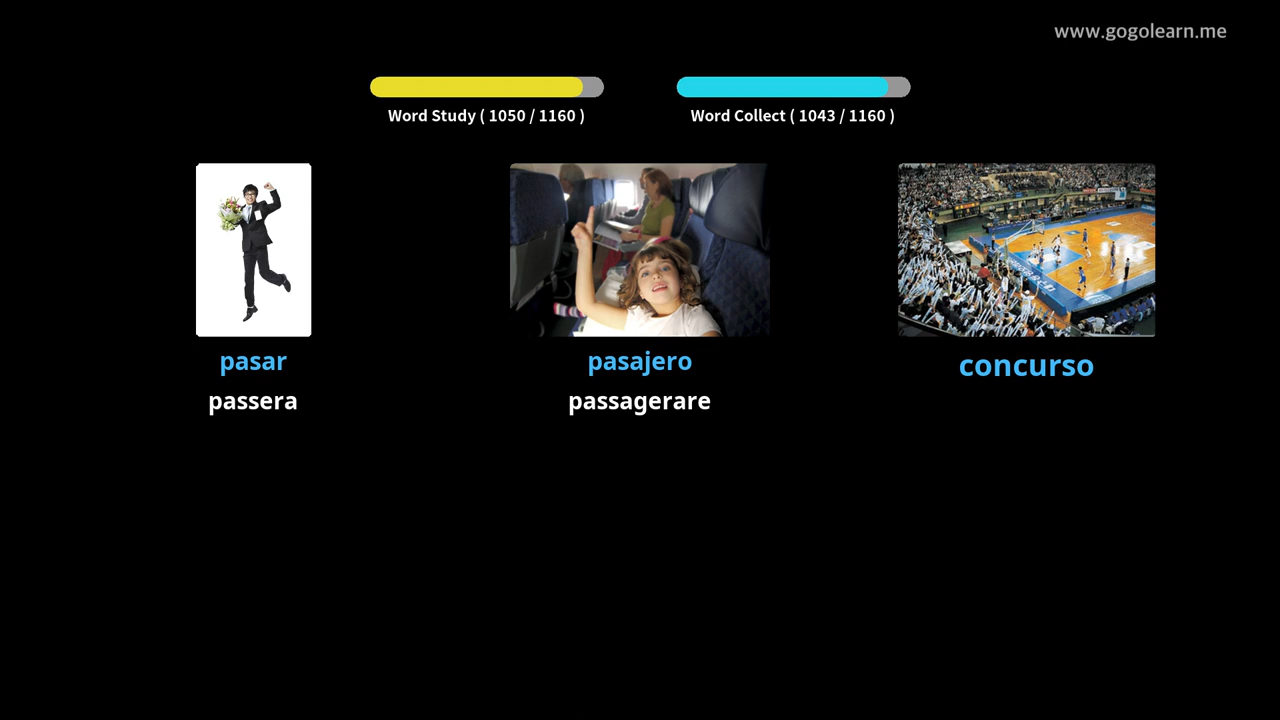 www.gogolearn.me
Word Study ( 1050 / 1160 )
Word Collect ( 1043 / 1160 )
pasar
passera
pasajero
passagerare
concurso